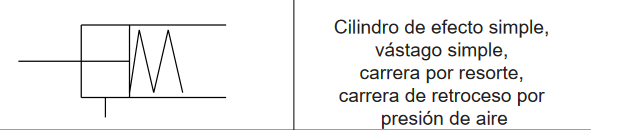 Cilindro de efecto simple,
vástago simple,
carrera por resorte,
carrera de retroceso por
presión de aire